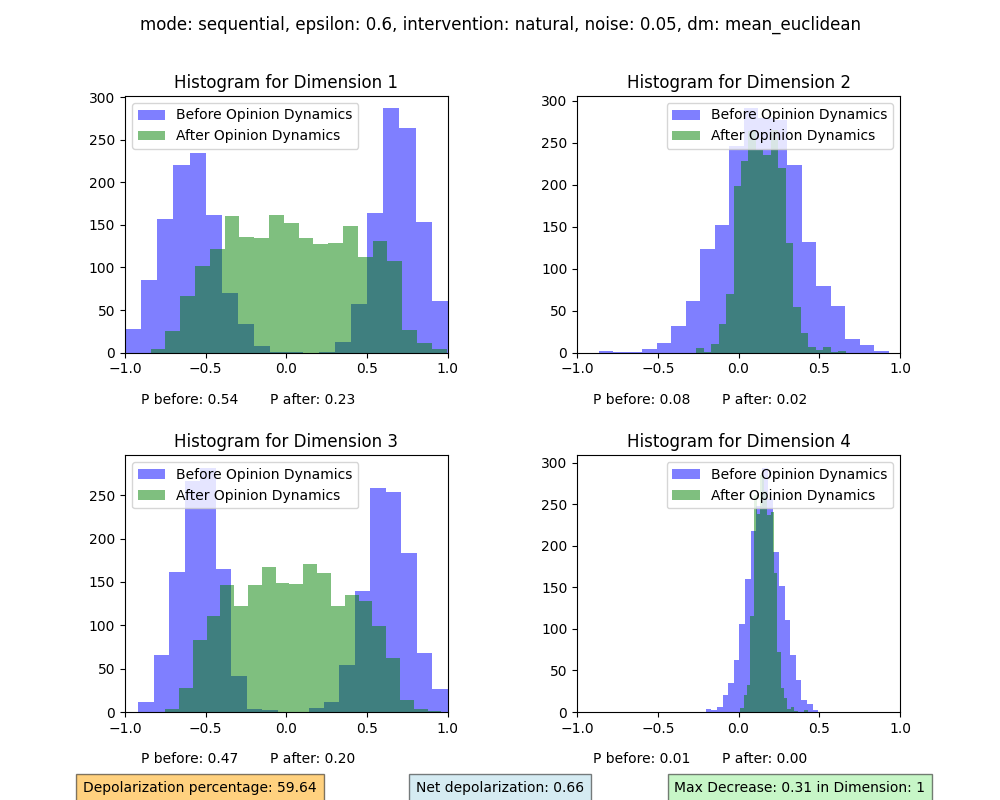 mode: sequential, epsilon: 0.6, intervention: natural, noise: 0.05, dm: mean_euclidean
Histogram for Dimension 1
Before Opinion Dynamics
After Opinion Dynamics
300
250
200
150
100
50
0
−1.0 −0.5 0.0 0.5 1.0
P before: 0.54 P after: 0.23
Histogram for Dimension 2
Before Opinion Dynamics
After Opinion Dynamics
300
250
200
150
100
50
0
−1.0 −0.5 0.0 0.5 1.0
P before: 0.08 P after: 0.02
Histogram for Dimension 3
Before Opinion Dynamics
After Opinion Dynamics
250
200
150
100
50
0
−1.0 −0.5 0.0 0.5 1.0
P before: 0.47 P after: 0.20
Histogram for Dimension 4
Before Opinion Dynamics
After Opinion Dynamics
300
250
200
150
100
50
0
−1.0 −0.5 0.0 0.5 1.0
P before: 0.01 P after: 0.00
Depolarization percentage: 59.64
Net depolarization: 0.66
Max Decrease: 0.31 in Dimension: 1